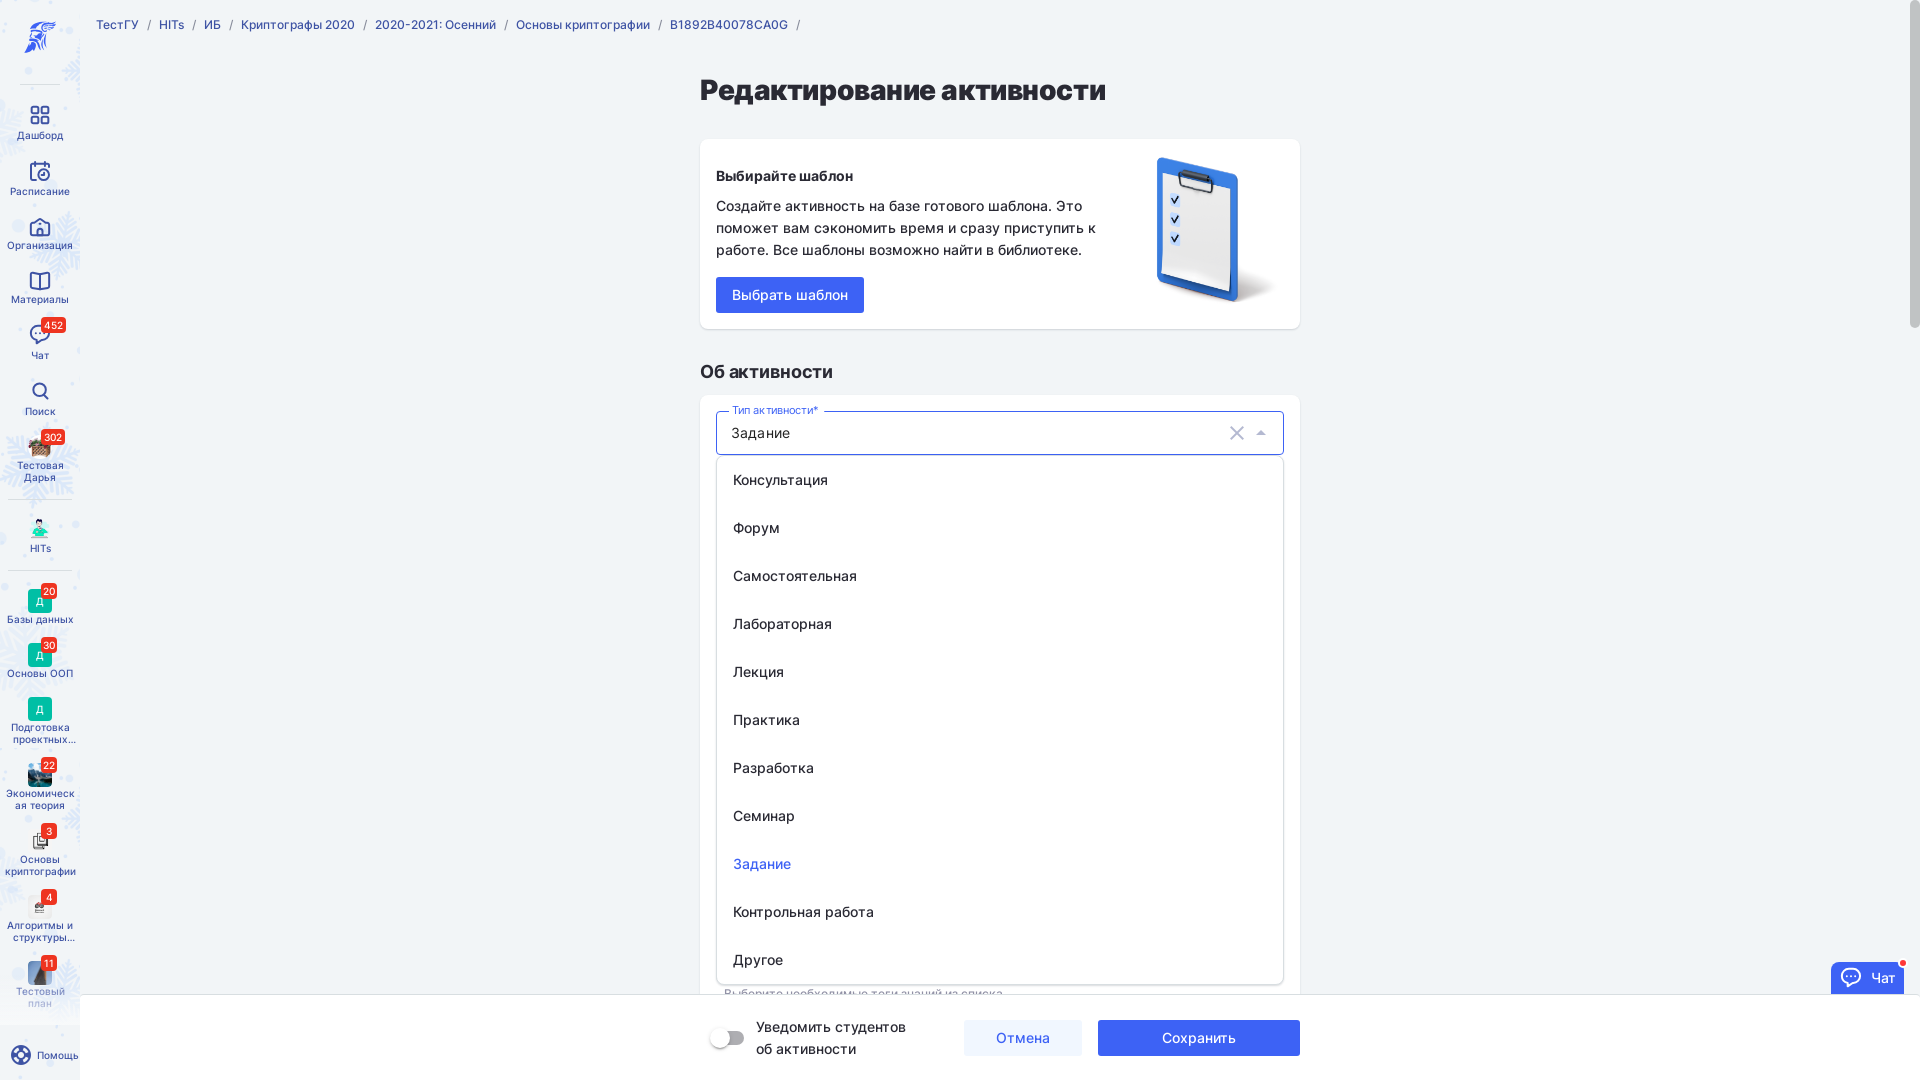 ТестГУ / HITs / ИБ / Криптографы 2020 / 2020-2021: Осенний / Основы криптографии / B1892B40078CA0G /
Дашборд
Расписание
Организация
Материалы
452
Чат
Поиск
302
Тестовая
Дарья
HITs
20
Д
Базы данных
30
Д
Основы ООП
Д
Подготовка
проектных...
22
Экономическ
ая теория
3
Основы
криптографии
4
Алгоритмы и
структуры...
11
Тестовый
план
Помощь
Редактирование активности
Выбирайте шаблон
Создайте активность на базе готового шаблона. Это
поможет вам сэкономить время и сразу приступить к
работе. Все шаблоны возможно найти в библиотеке.
Выбрать шаблон
Об активности
Тип активности*
Задание
Консультация
Форум
Самостоятельная
Лабораторная
Лекция
Практика
Разработка
Семинар
Задание
Контрольная работа
Другое
Выберите необходимые теги знаний из списка
Чат
Уведомить студентов
об активности
Отмена
Сохранить